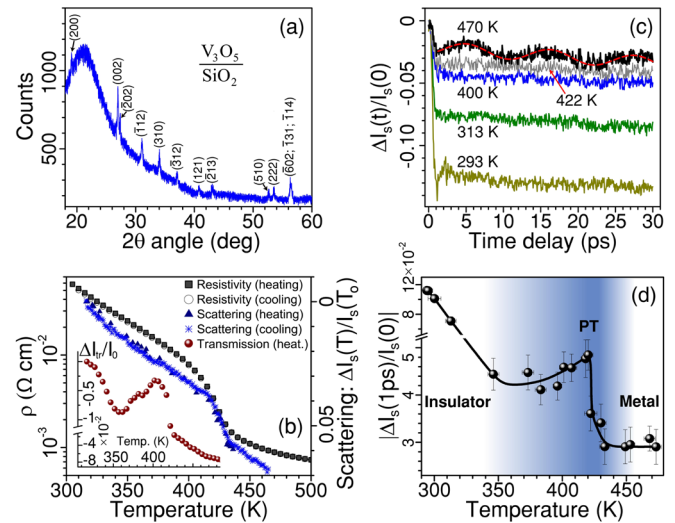 (a)
V₃O₅
SiO₂
(200)
(002)
(2̄02)
(1̄12)
(310)
(3̄12)
(1̄21)
(2̄13)
(510)
(222)
(6̄02; 1̄31; 1̄14)
Counts
1000
500
20 30 40 50 60
2θ angle (deg)
(c)
470 K
422 K
400 K
313 K
293 K
ΔIₛ(t)/Iₛ(0)
0
-0.05
-0.10
0 5 10 15 20 25 30
Time delay (ps)
(b)
Resistivity (heating)
Resistivity (cooling)
Scattering (heating)
Scattering (cooling)
Transmission (heat.)
ρ (Ω cm)
10⁻²
10⁻³
300 350 400 450 500
Temperature (K)
Scattering: ΔIₛ(T)/Iₛ(Tₒ)
0
0.05
ΔIₜᵣ/I₀
-0.5
-1
-4
-8
×10⁻²
Temp. (K)
350 400
(d)
PT
Insulator
Metal
|ΔIₛ(1ps)/Iₛ(0)|
12×10⁻²
8
5
4
3
300 350 400 450
Temperature (K)